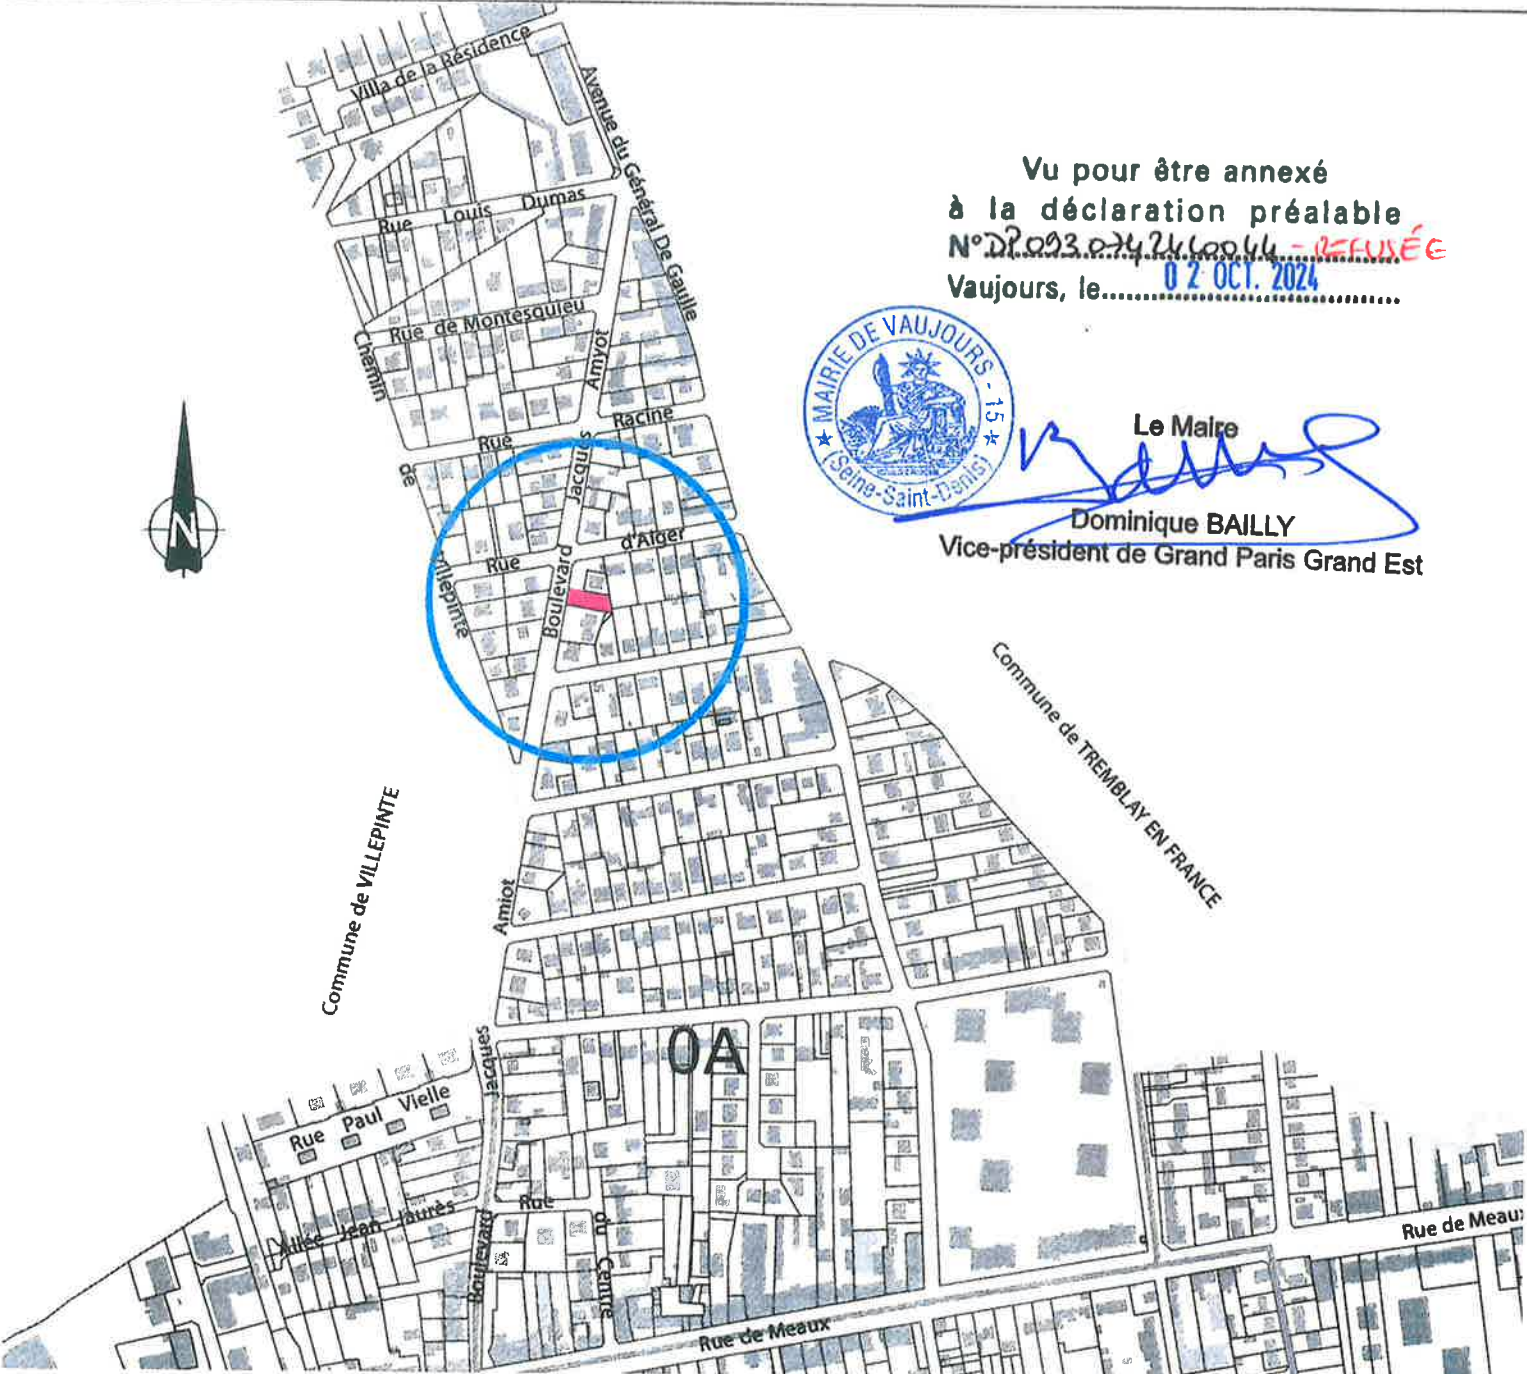 Villa de la Résidence
Avenue du Général De Gaulle
Rue Louis Dumas
Rue de Montesquieu
Chemin de Villepinte
Boulevard Jacques Amyot
Rue Racine
Rue d'Alger
N
Vu pour être annexé
à la déclaration préalable
N° DP 093 074 24 C0044 - REFUSÉE
Vaujours, le 02 OCT. 2024
★ MAIRIE DE VAUJOURS - 15 ★
(Seine-Saint-Denis)
Le Maire
Dominique BAILLY
Vice-président de Grand Paris Grand Est
Commune de VILLEPINTE
Commune de TREMBLAY EN FRANCE
Boulevard Jacques Amiot
0A
Rue Paul Vielle
Allée Jean Jaurès
Rue du Centre
Rue de Meaux
Rue de Meaux